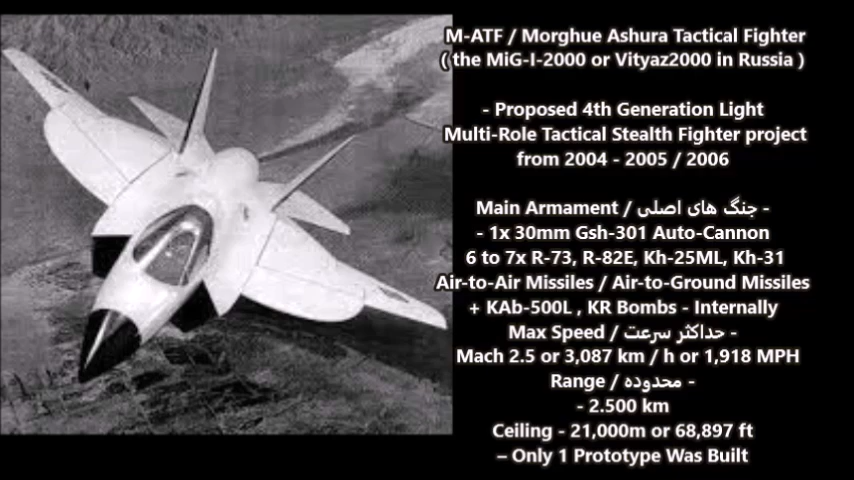 M-ATF / Morghue Ashura Tactical Fighter
( the MiG-I-2000 or Vityaz2000 in Russia )
- Proposed 4th Generation Light
Multi-Role Tactical Stealth Fighter project
from 2004 - 2005 / 2006
Main Armament / جنگ های اصلی -
- 1x 30mm Gsh-301 Auto-Cannon
6 to 7x R-73, R-82E, Kh-25ML, Kh-31
Air-to-Air Missiles / Air-to-Ground Missiles
+ KAb-500L , KR Bombs - Internally
Max Speed / حداکثر سرعت -
Mach 2.5 or 3,087 km / h or 1,918 MPH
Range / محدوده -
- 2.500 km
Ceiling - 21,000m or 68,897 ft
– Only 1 Prototype Was Built